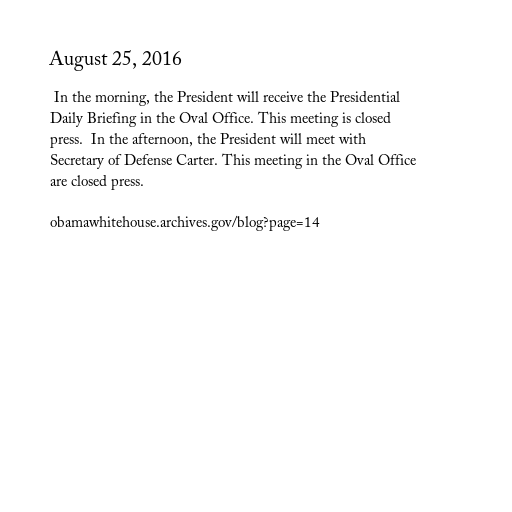 August 25, 2016
In the morning, the President will receive the Presidential
Daily Briefing in the Oval Office. This meeting is closed
press.  In the afternoon, the President will meet with
Secretary of Defense Carter. This meeting in the Oval Office
are closed press.
obamawhitehouse.archives.gov/blog?page=14